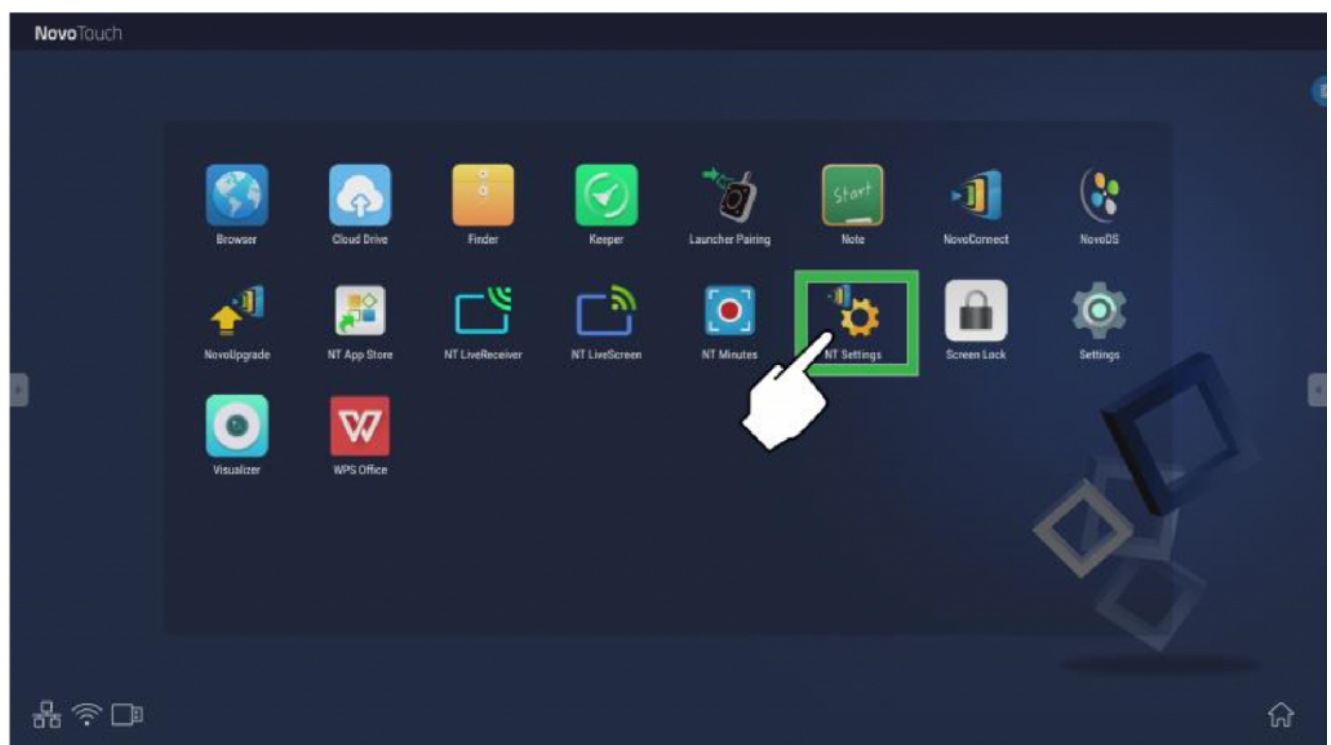 NovoTouch
Browser Cloud Drive Finder Keeper Launcher Pairing Note NovoConnect NovoDS
Start
NovoUpgrade NT App Store NT LiveReceiver NT LiveScreen NT Minutes NT Settings Screen Lock Settings
Visualizer WPS Office